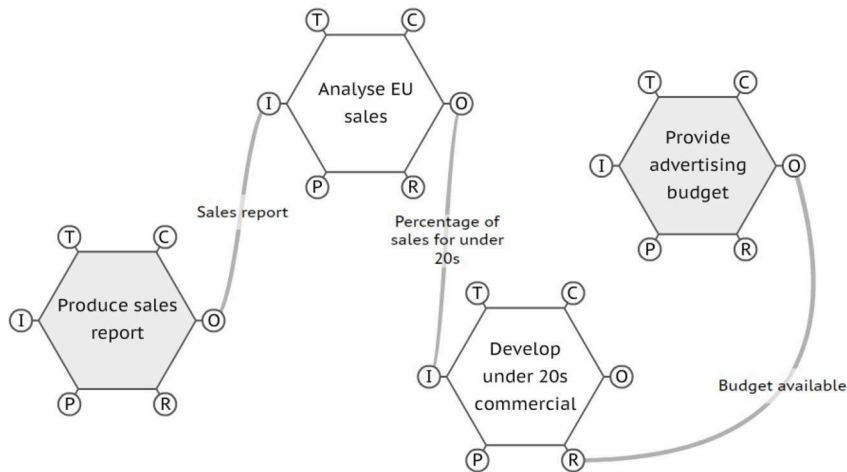 T
C
I
Analyse EU
sales
O
P
R
T
C
I
Provide
advertising
budget
O
P
R
Sales report
Percentage of
sales for under
20s
T
C
I
Produce sales
report
O
P
R
T
C
I
Develop
under 20s
commercial
O
P
R
Budget available